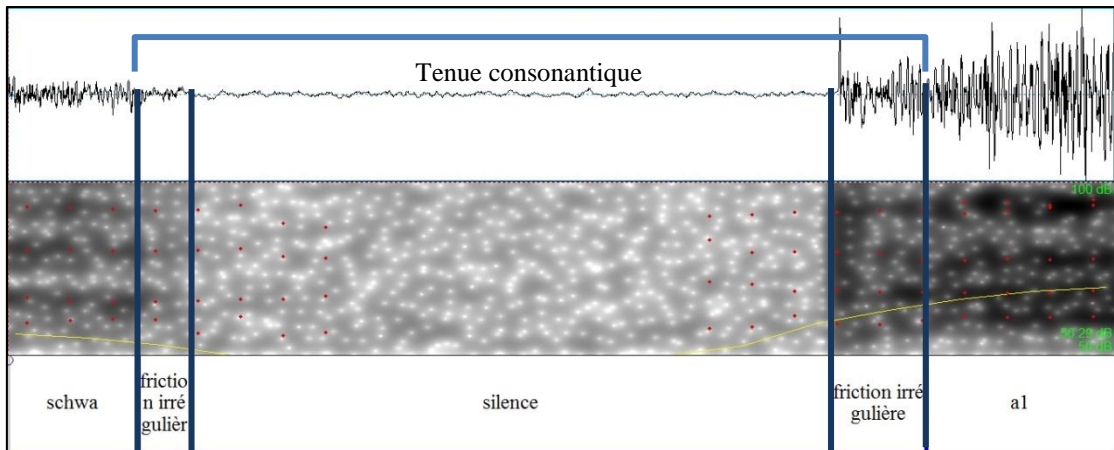 Tenue consonantique
100 dB
50 dB
schwa
frictio
n irré
gulièr
silence
friction irré
gulière
a1